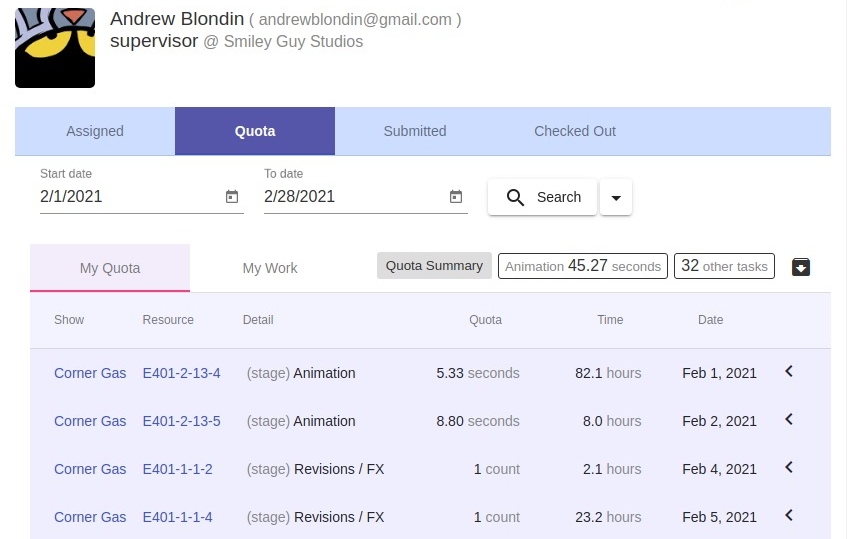 Andrew Blondin ( andrewblondin@gmail.com )
supervisor @ Smiley Guy Studios
Assigned Quota Submitted Checked Out
Start date To date
2/1/2021 2/28/2021 Search
My Quota My Work Quota Summary Animation 45.27 seconds 32 other tasks
Show Resource Detail Quota Time Date
Corner Gas E401-2-13-4 (stage) Animation 5.33 seconds 82.1 hours Feb 1, 2021
Corner Gas E401-2-13-5 (stage) Animation 8.80 seconds 8.0 hours Feb 2, 2021
Corner Gas E401-1-1-2 (stage) Revisions / FX 1 count 2.1 hours Feb 4, 2021
Corner Gas E401-1-1-4 (stage) Revisions / FX 1 count 23.2 hours Feb 5, 2021